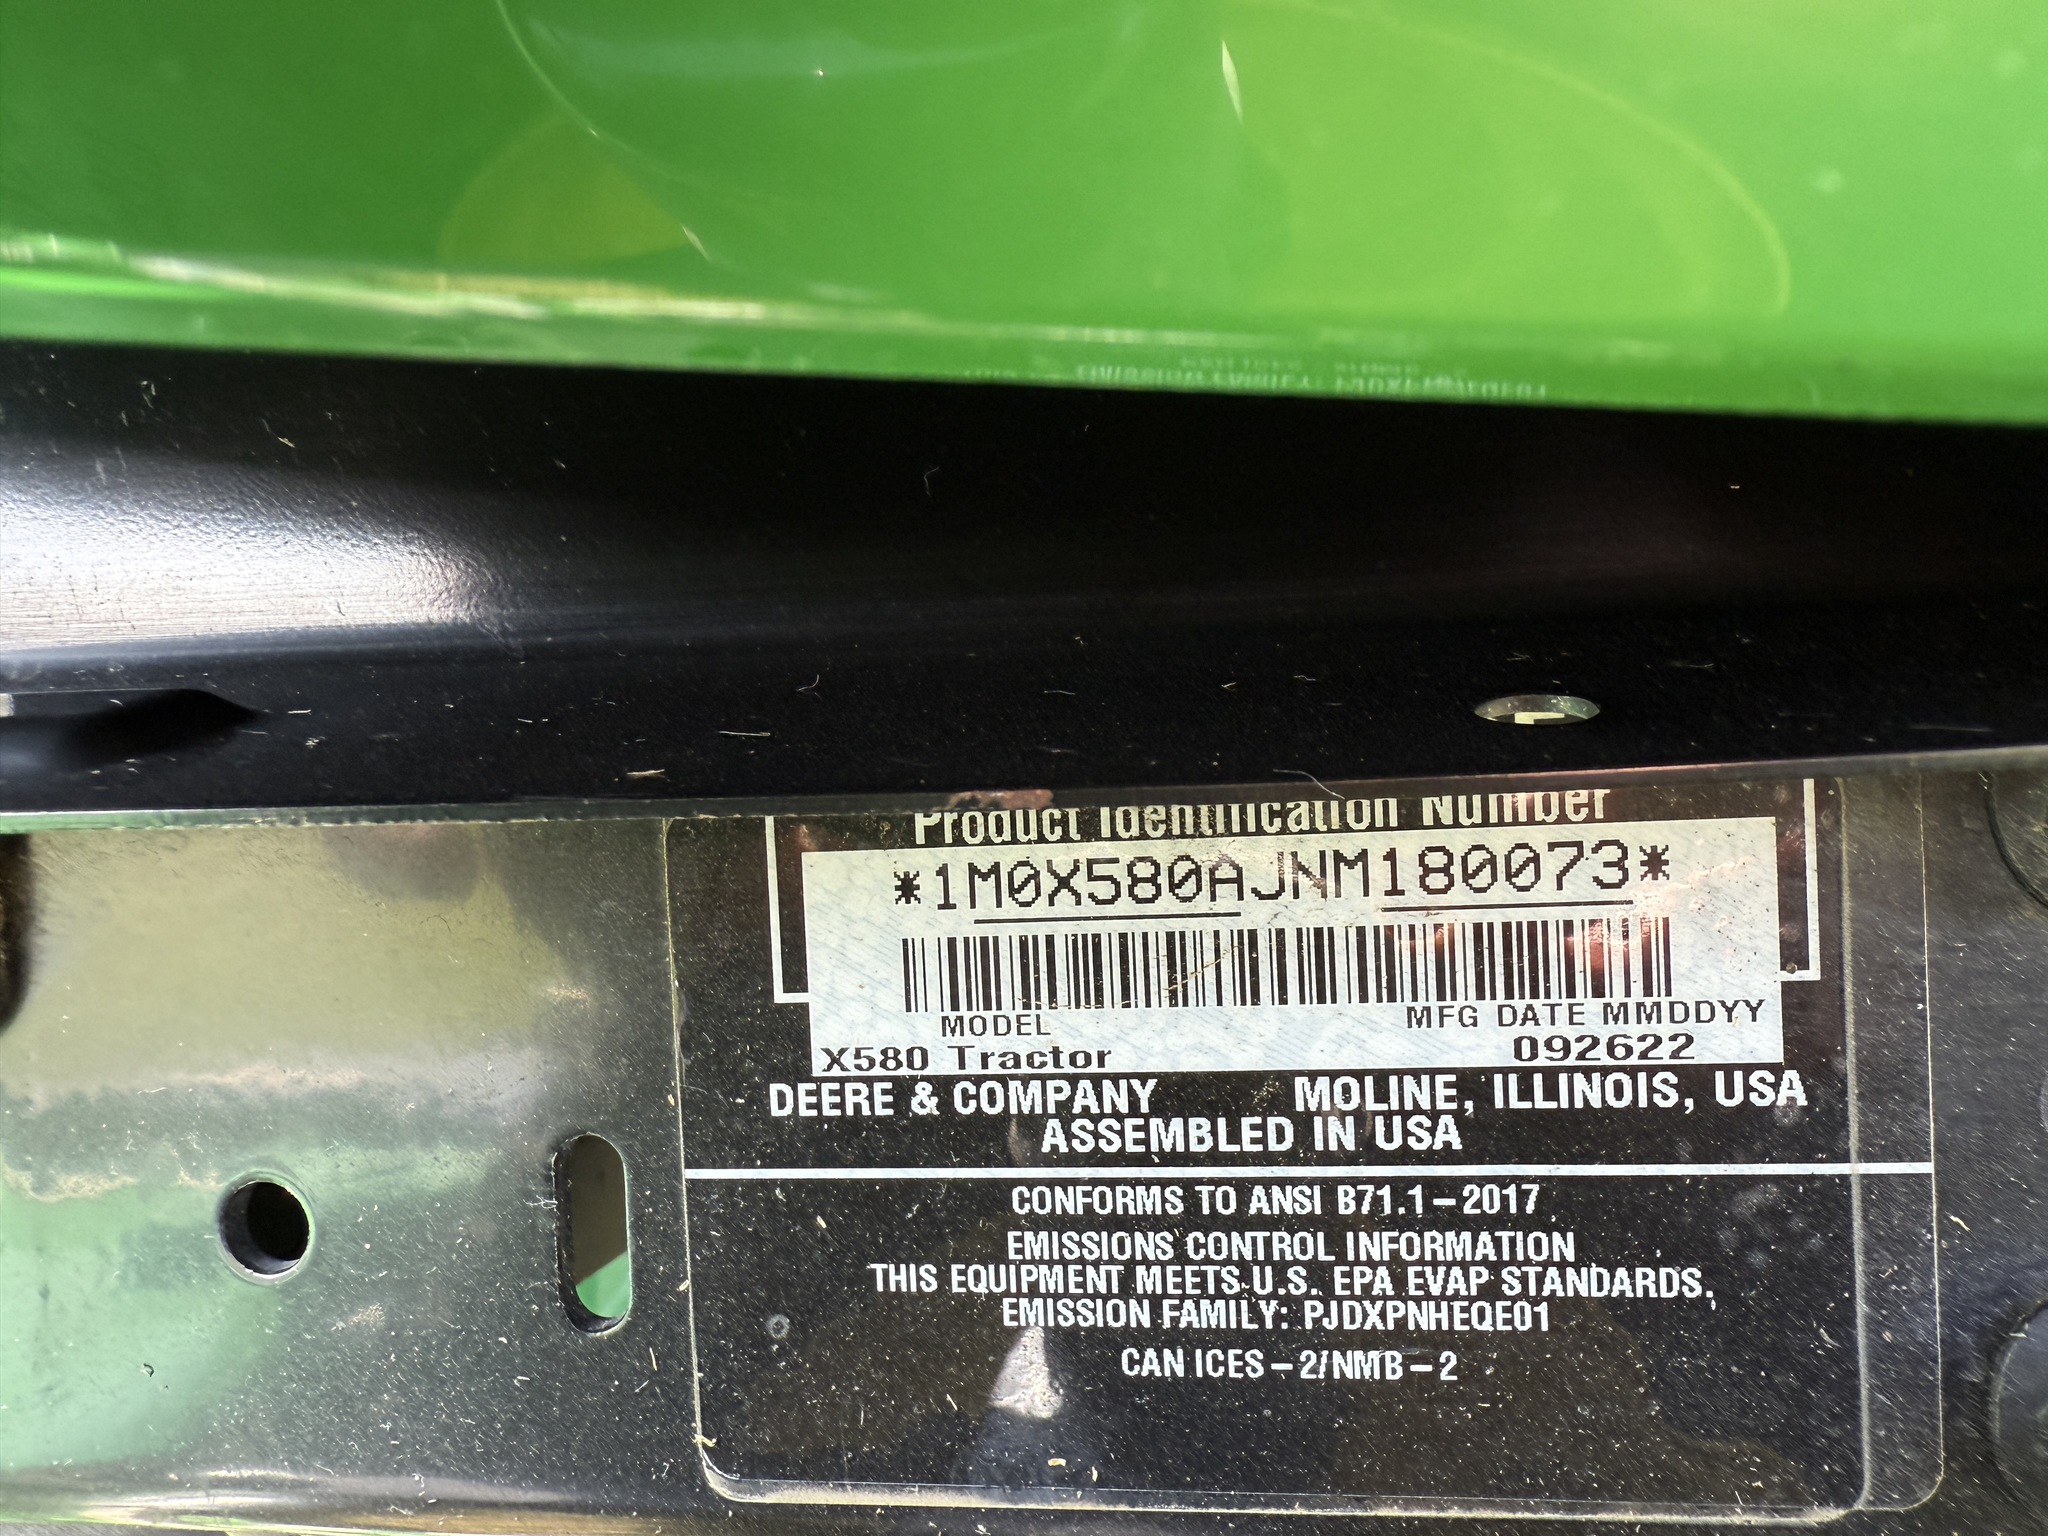 Product Identification Number
*1M0X580AJNM180073*
MODEL MFG DATE MMDDYY
X580 Tractor 092622
DEERE & COMPANY MOLINE, ILLINOIS, USA
ASSEMBLED IN USA
CONFORMS TO ANSI B71.1-2017
EMISSIONS CONTROL INFORMATION
THIS EQUIPMENT MEETS U.S. EPA EVAP STANDARDS.
EMISSION FAMILY: PJDXPNHEQE01
CAN ICES-2/NMB-2